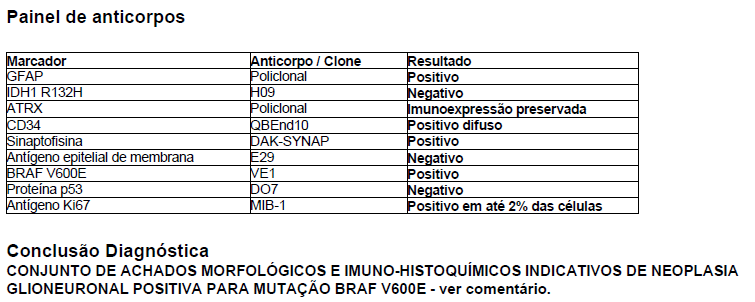 Painel de anticorpos
Marcador Anticorpo / Clone Resultado
GFAP Policlonal Positivo
IDH1 R132H H09 Negativo
ATRX Policlonal Imunoexpressão preservada
CD34 QBEnd10 Positivo difuso
Sinaptofisina DAK-SYNAP Positivo
Antígeno epitelial de membrana E29 Negativo
BRAF V600E VE1 Positivo
Proteína p53 DO7 Negativo
Antígeno Ki67 MIB-1 Positivo em até 2% das células
Conclusão Diagnóstica
CONJUNTO DE ACHADOS MORFOLÓGICOS E IMUNO-HISTOQUÍMICOS INDICATIVOS DE NEOPLASIA
GLIONEURONAL POSITIVA PARA MUTAÇÃO BRAF V600E - ver comentário.